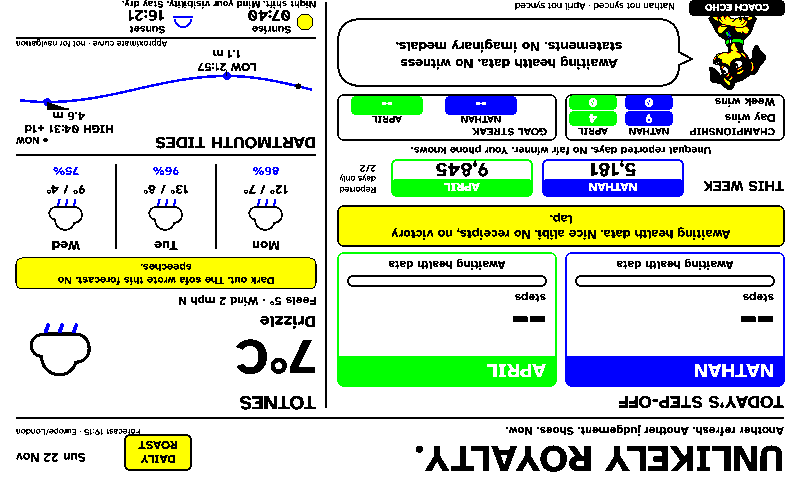 UNLIKELY ROYALTY.
Another refresh. Another judgement. Shoes. Now.
DAILY
ROAST
Sun 22 Nov
Forecast 19:15 · Europe/London
TODAY'S STEP-OFF
NATHAN
---
steps
Awaiting health data
APRIL
---
steps
Awaiting health data
Awaiting health data. Nice alibi. No receipts, no victory
lap.
THIS WEEK
NATHAN
5,181
APRIL
9,845
Reported
days only
2/2
Unequal reported days. No fair winner. Your phone knows.
CHAMPIONSHIP
NATHAN APRIL
Day wins 9 4
Week wins 0 0
GOAL STREAK
NATHAN APRIL
-- --
COACH ECHO
Awaiting health data. No witness
statements. No imaginary medals.
Nathan not synced · April not synced
TOTNES
7°C
Drizzle
Feels 5° · Wind 2 mph N
Dark out. The sofa wrote this forecast. No
speeches.
Mon
12° / 7°
86%
Tue
13° / 8°
96%
Wed
9° / 4°
75%
DARTMOUTH TIDES
• NOW
HIGH 04:31 +1d
4.6 m
LOW 21:57
1.1 m
Approximate curve · not for navigation
Sunrise
07:40
Sunset
16:21
Night shift. Mind your visibility. Stay dry.